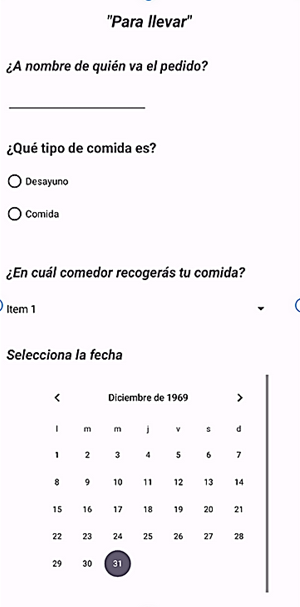 "Para llevar"
¿A nombre de quién va el pedido?
¿Qué tipo de comida es?
Desayuno
Comida
¿En cuál comedor recogerás tu comida?
Item 1
Selecciona la fecha
Diciembre de 1969
l m m j v s d
1 2 3 4 5 6 7
8 9 10 11 12 13 14
15 16 17 18 19 20 21
22 23 24 25 26 27 28
29 30 31